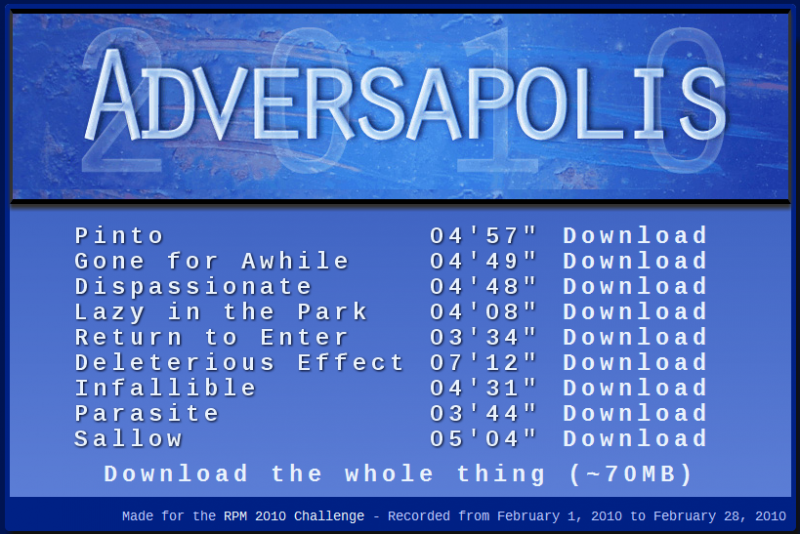 2010
ADVERSAPOLIS
Pinto 04'57" Download
Gone for Awhile 04'49" Download
Dispassionate 04'48" Download
Lazy in the Park 04'08" Download
Return to Enter 03'34" Download
Deleterious Effect 07'12" Download
Infallible 04'31" Download
Parasite 03'44" Download
Sallow 05'04" Download
Download the whole thing (~70MB)
Made for the RPM 2010 Challenge - Recorded from February 1, 2010 to February 28, 2010